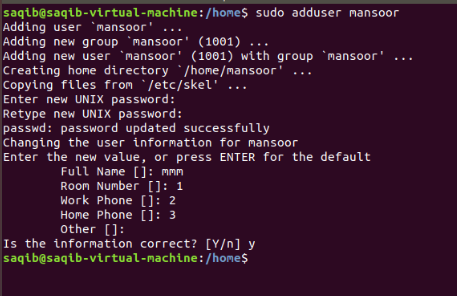 saqib@saqib-virtual-machine:/home$ sudo adduser mansoor
Adding user `mansoor' ...
Adding new group `mansoor' (1001) ...
Adding new user `mansoor' (1001) with group `mansoor' ...
Creating home directory `/home/mansoor' ...
Copying files from `/etc/skel' ...
Enter new UNIX password:
Retype new UNIX password:
passwd: password updated successfully
Changing the user information for mansoor
Enter the new value, or press ENTER for the default
Full Name []: mmm
Room Number []: 1
Work Phone []: 2
Home Phone []: 3
Other []:
Is the information correct? [Y/n] y
saqib@saqib-virtual-machine:/home$